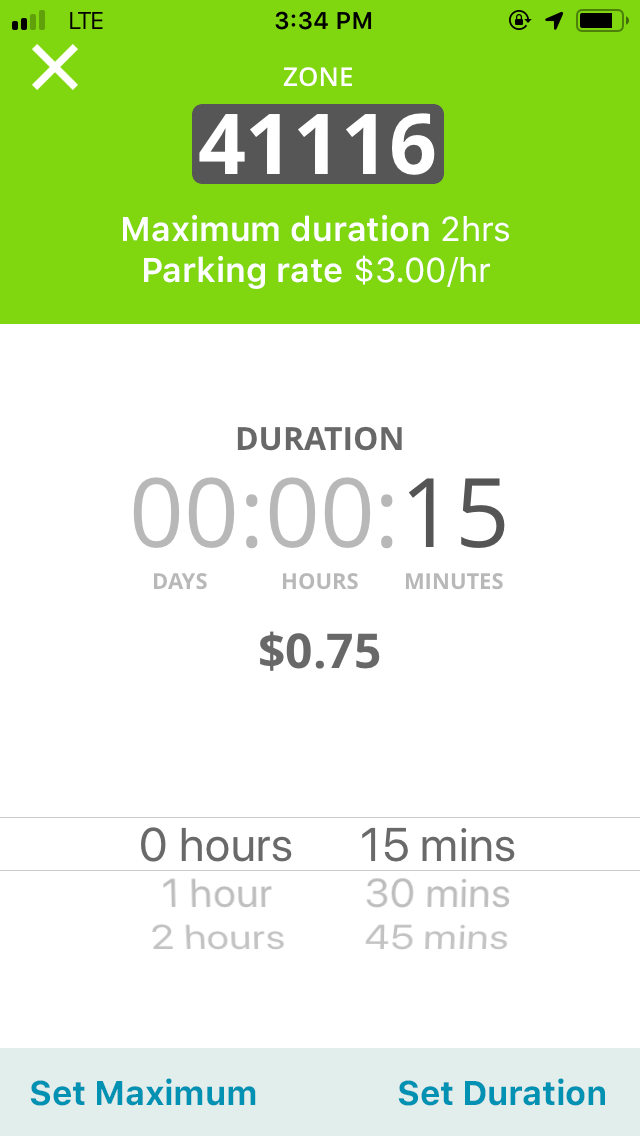 LTE 3:34 PM
ZONE
41116
Maximum duration 2hrs
Parking rate $3.00/hr
DURATION
00:00:15
DAYS HOURS MINUTES
$0.75
0 hours 15 mins
1 hour 30 mins
2 hours 45 mins
Set Maximum Set Duration